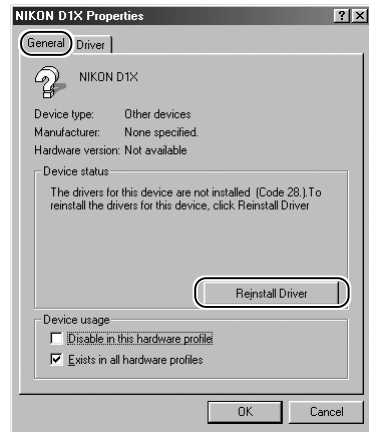 NIKON D1X Properties
General
Driver
NIKON D1X
Device type: Other devices
Manufacturer: None specified.
Hardware version: Not available
Device status
The drivers for this device are not installed (Code 28.).To
reinstall the drivers for this device, click Reinstall Driver
Reinstall Driver
Device usage
Disable in this hardware profile
Exists in all hardware profiles
OK
Cancel